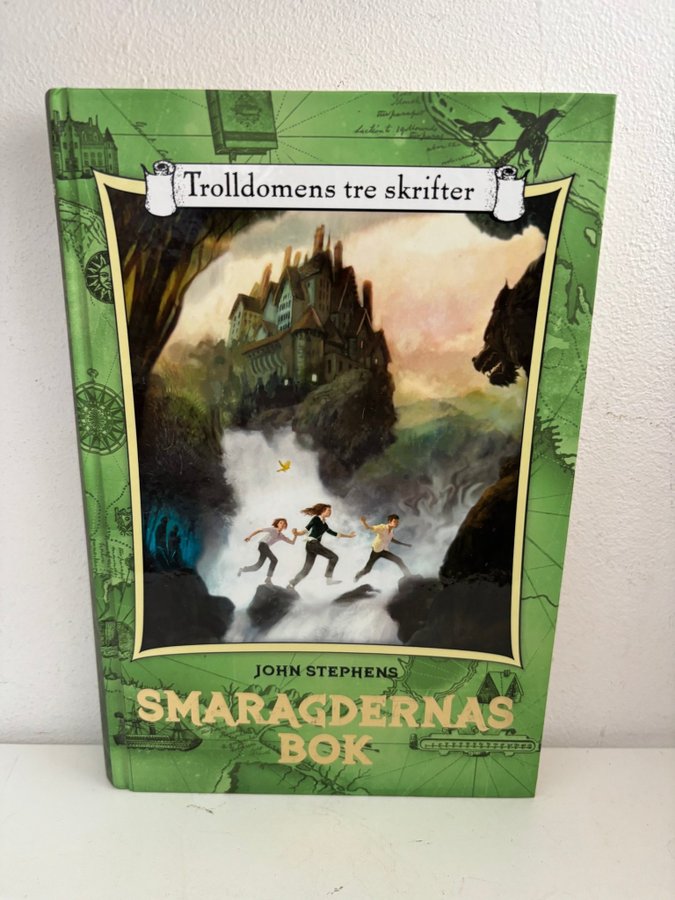 Trolldomens tre skrifter
JOHN STEPHENS
SMARAGDERNAS
BOK